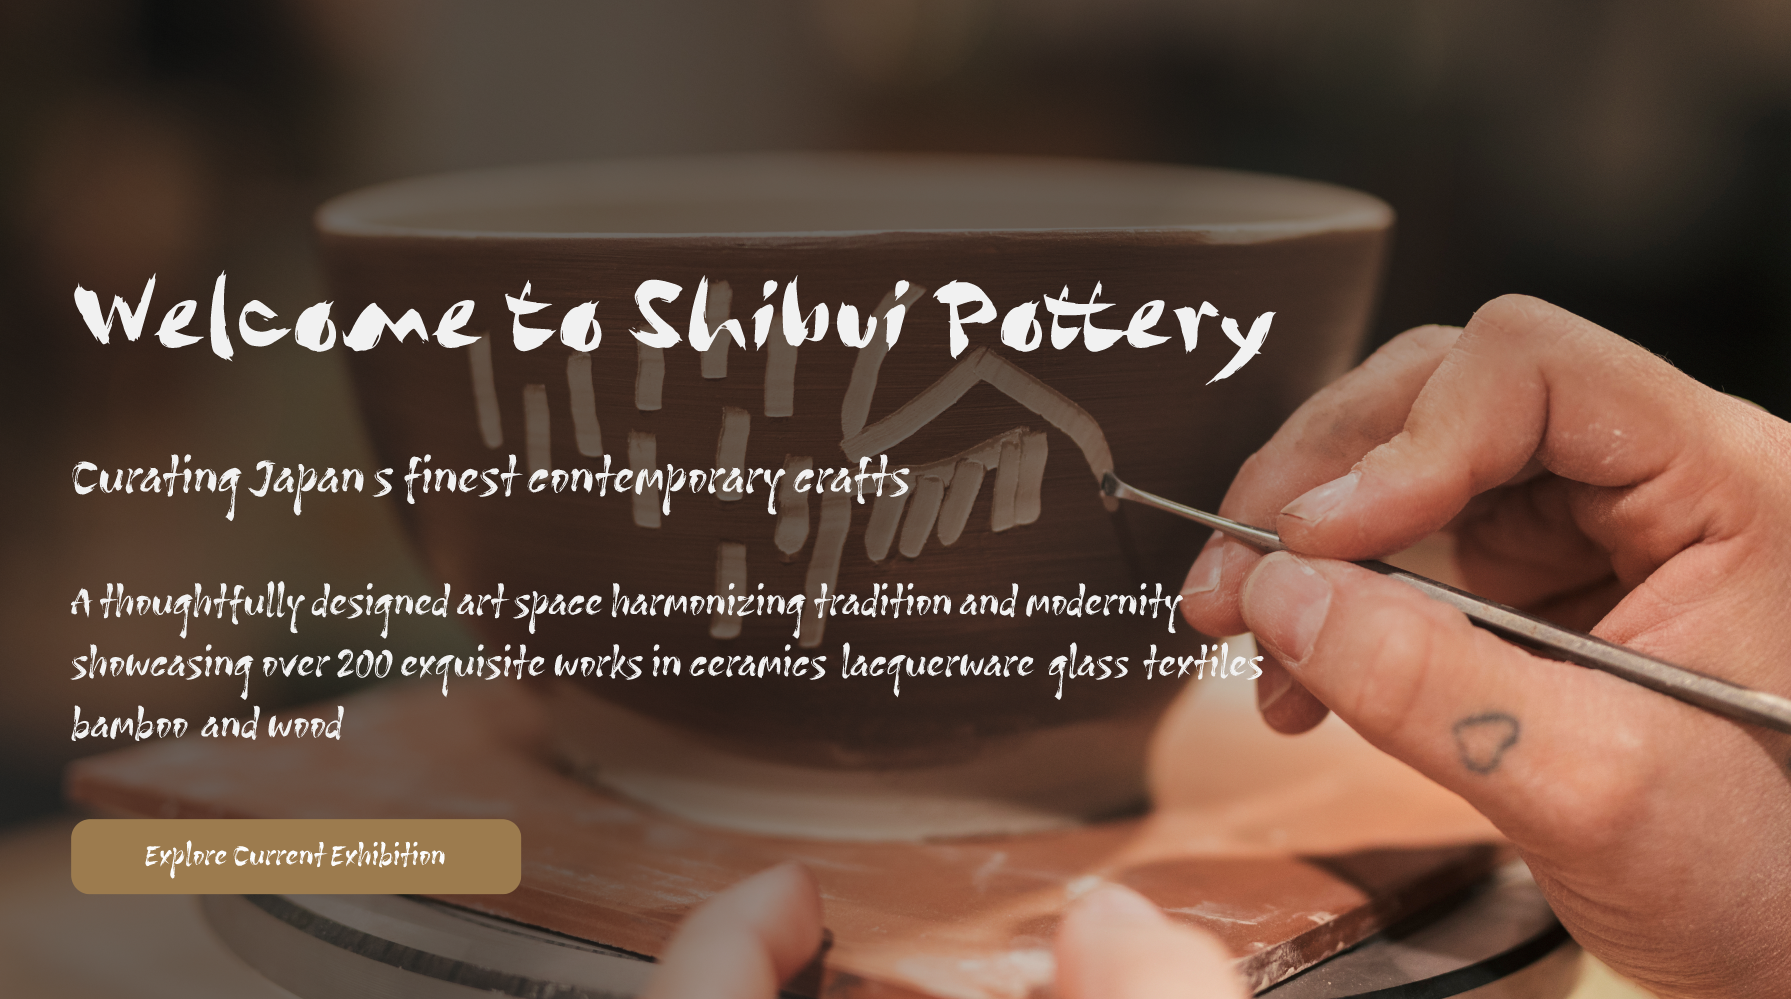 Welcome to Shibui Pottery
Curating Japan s finest contemporary crafts
A thoughtfully designed art space harmonizing tradition and modernity
showcasing over 200 exquisite works in ceramics lacquerware glass textiles
bamboo and wood
Explore Current Exhibition